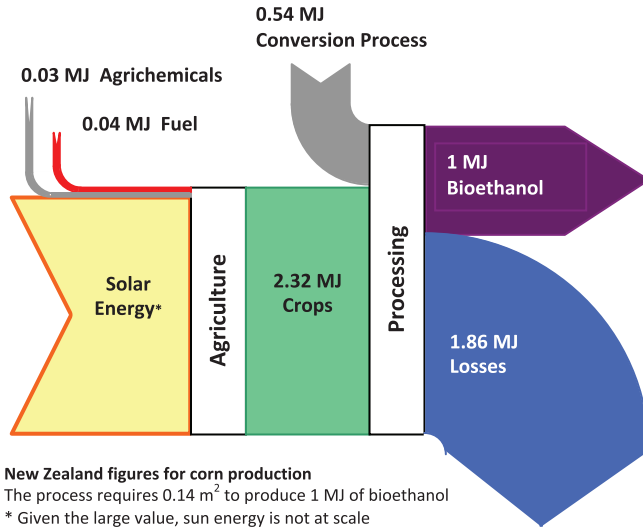 0.54 MJ
Conversion Process
0.03 MJ Agrichemicals
0.04 MJ Fuel
Solar
Energy*
Agriculture
2.32 MJ
Crops
Processing
1 MJ
Bioethanol
1.86 MJ
Losses
New Zealand figures for corn production
The process requires 0.14 m² to produce 1 MJ of bioethanol
* Given the large value, sun energy is not at scale